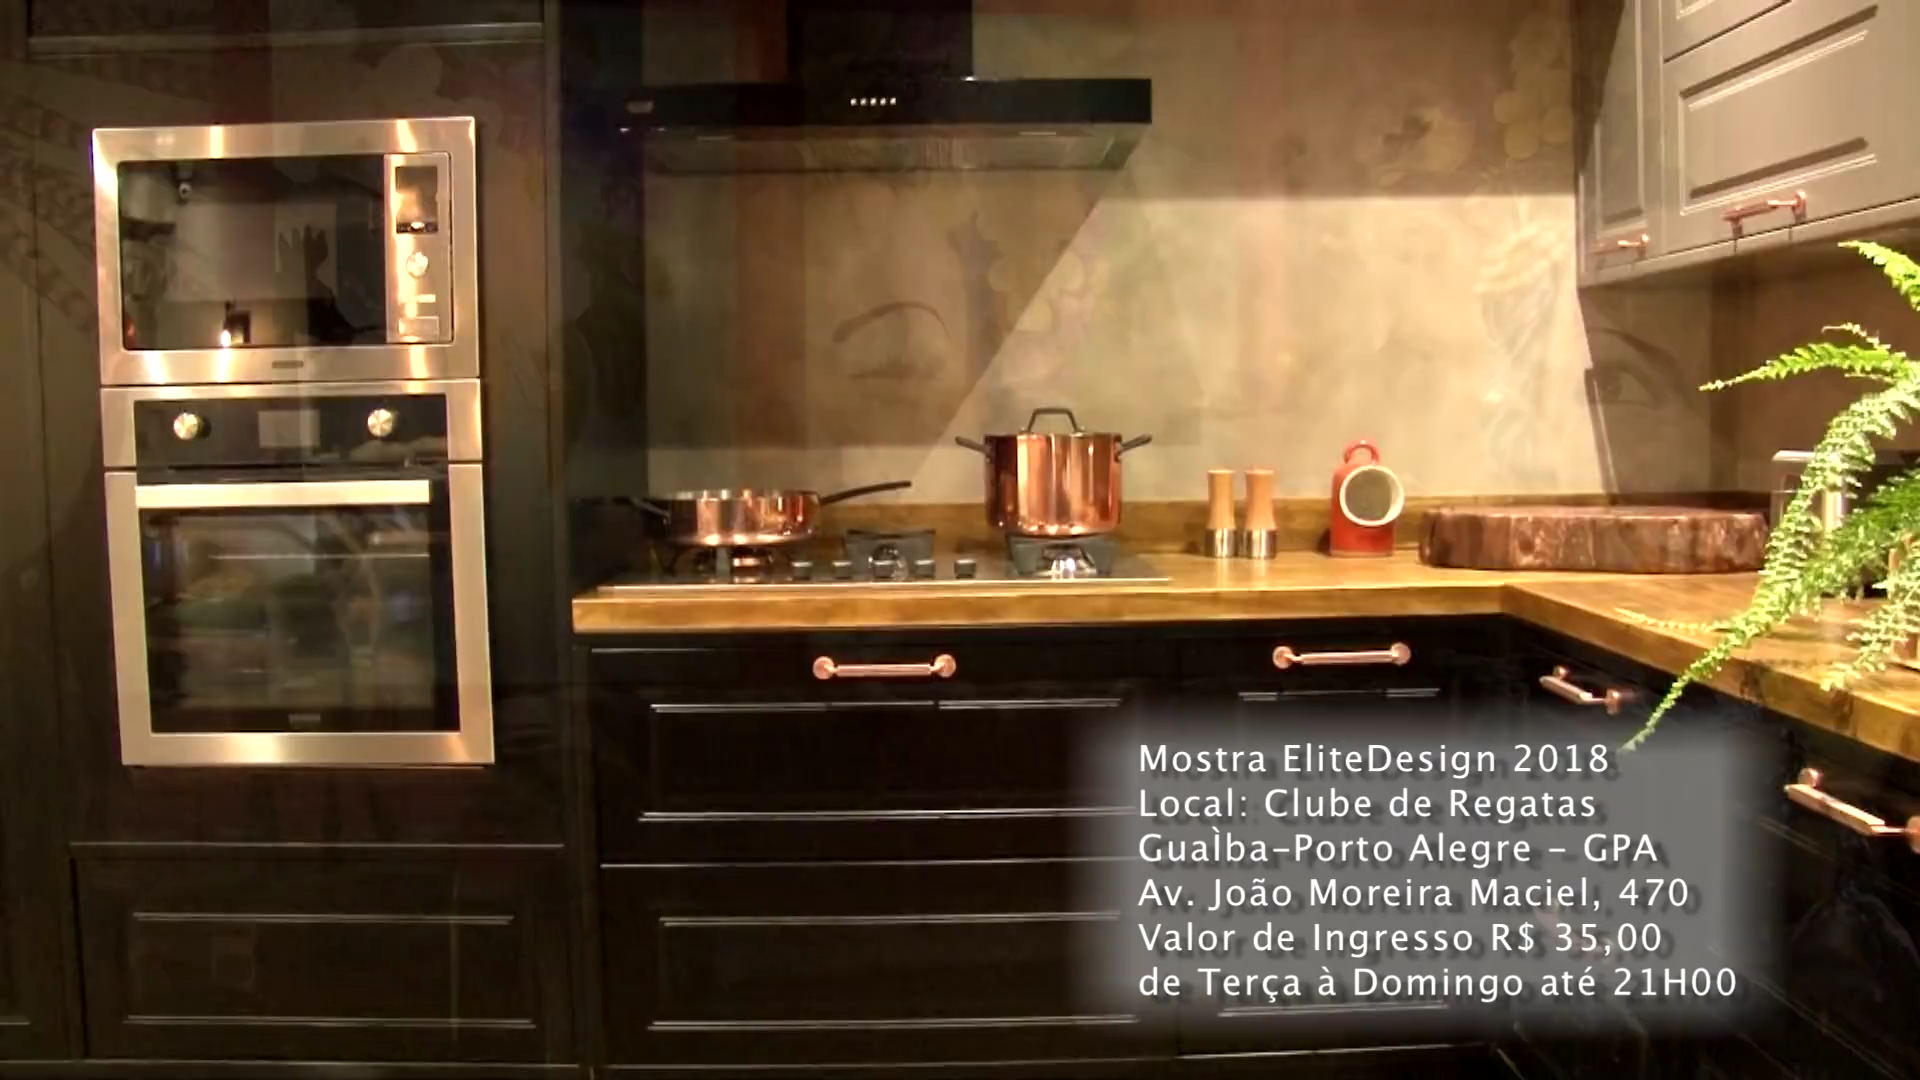 Mostra EliteDesign 2018
Local: Clube de Regatas
GuaÌba-Porto Alegre - GPA
Av. João Moreira Maciel, 470
Valor de Ingresso R$ 35,00
de Terça à Domingo até 21H00